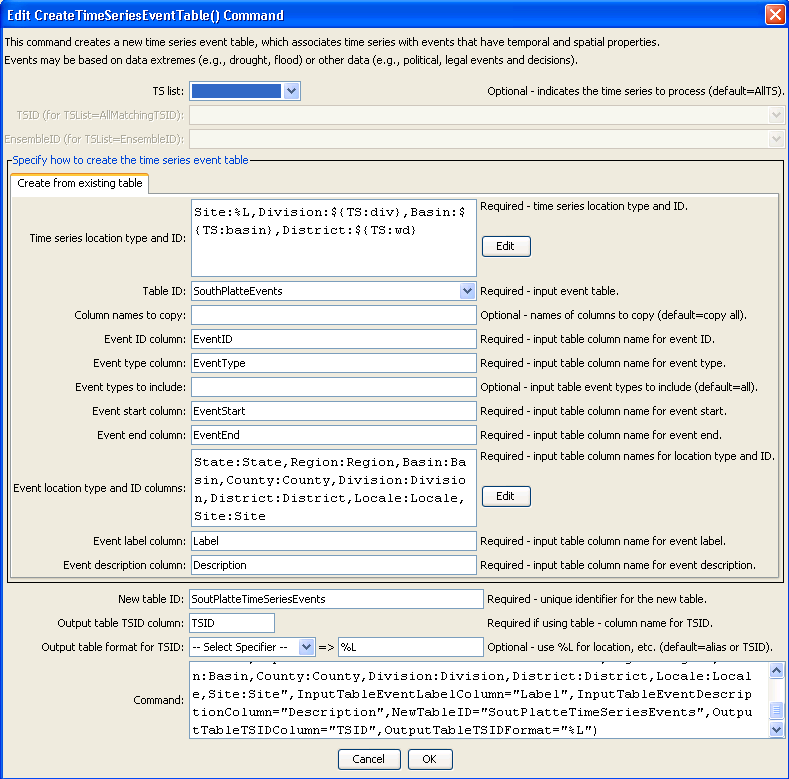 Edit CreateTimeSeriesEventTable() Command
This command creates a new time series event table, which associates time series with events that have temporal and spatial properties.
Events may be based on data extremes (e.g., drought, flood) or other data (e.g., political, legal events and decisions).
TS list: Optional - indicates the time series to process (default=AllTS).
TSID (for TSList=AllMatchingTSID):
EnsembleID (for TSList=EnsembleID):
Specify how to create the time series event table
Create from existing table
Time series location type and ID:
Site:%L,Division:${TS:div},Basin:$
{TS:basin},District:${TS:wd}
Required - time series location type and ID.
Edit
Table ID: SouthPlatteEvents Required - input event table.
Column names to copy: Optional - names of columns to copy (default=copy all).
Event ID column: EventID Required - input table column name for event ID.
Event type column: EventType Required - input table column name for event type.
Event types to include: Optional - input table event types to include (default=all).
Event start column: EventStart Required - input table column name for event start.
Event end column: EventEnd Required - input table column name for event end.
Event location type and ID columns:
State:State,Region:Region,Basin:Ba
sin,County:County,Division:Divisio
n,District:District,Locale:Locale,
Site:Site
Required - input table column names for location type and ID.
Edit
Event label column: Label Required - input table column name for event label.
Event description column: Description Required - input table column name for event description.
New table ID: SoutPlatteTimeSeriesEvents Required - unique identifier for the new table.
Output table TSID column: TSID Required if using table - column name for TSID.
Output table format for TSID: -- Select Specifier -- => %L Optional - use %L for location, etc. (default=alias or TSID).
Command:
n:Basin,County:County,Division:Division,District:District,Locale:Local
e,Site:Site",InputTableEventLabelColumn="Label",InputTableEventDescrip
tionColumn="Description",NewTableID="SoutPlatteTimeSeriesEvents",Outpu
tTableTSIDColumn="TSID",OutputTableTSIDFormat="%L")
Cancel OK